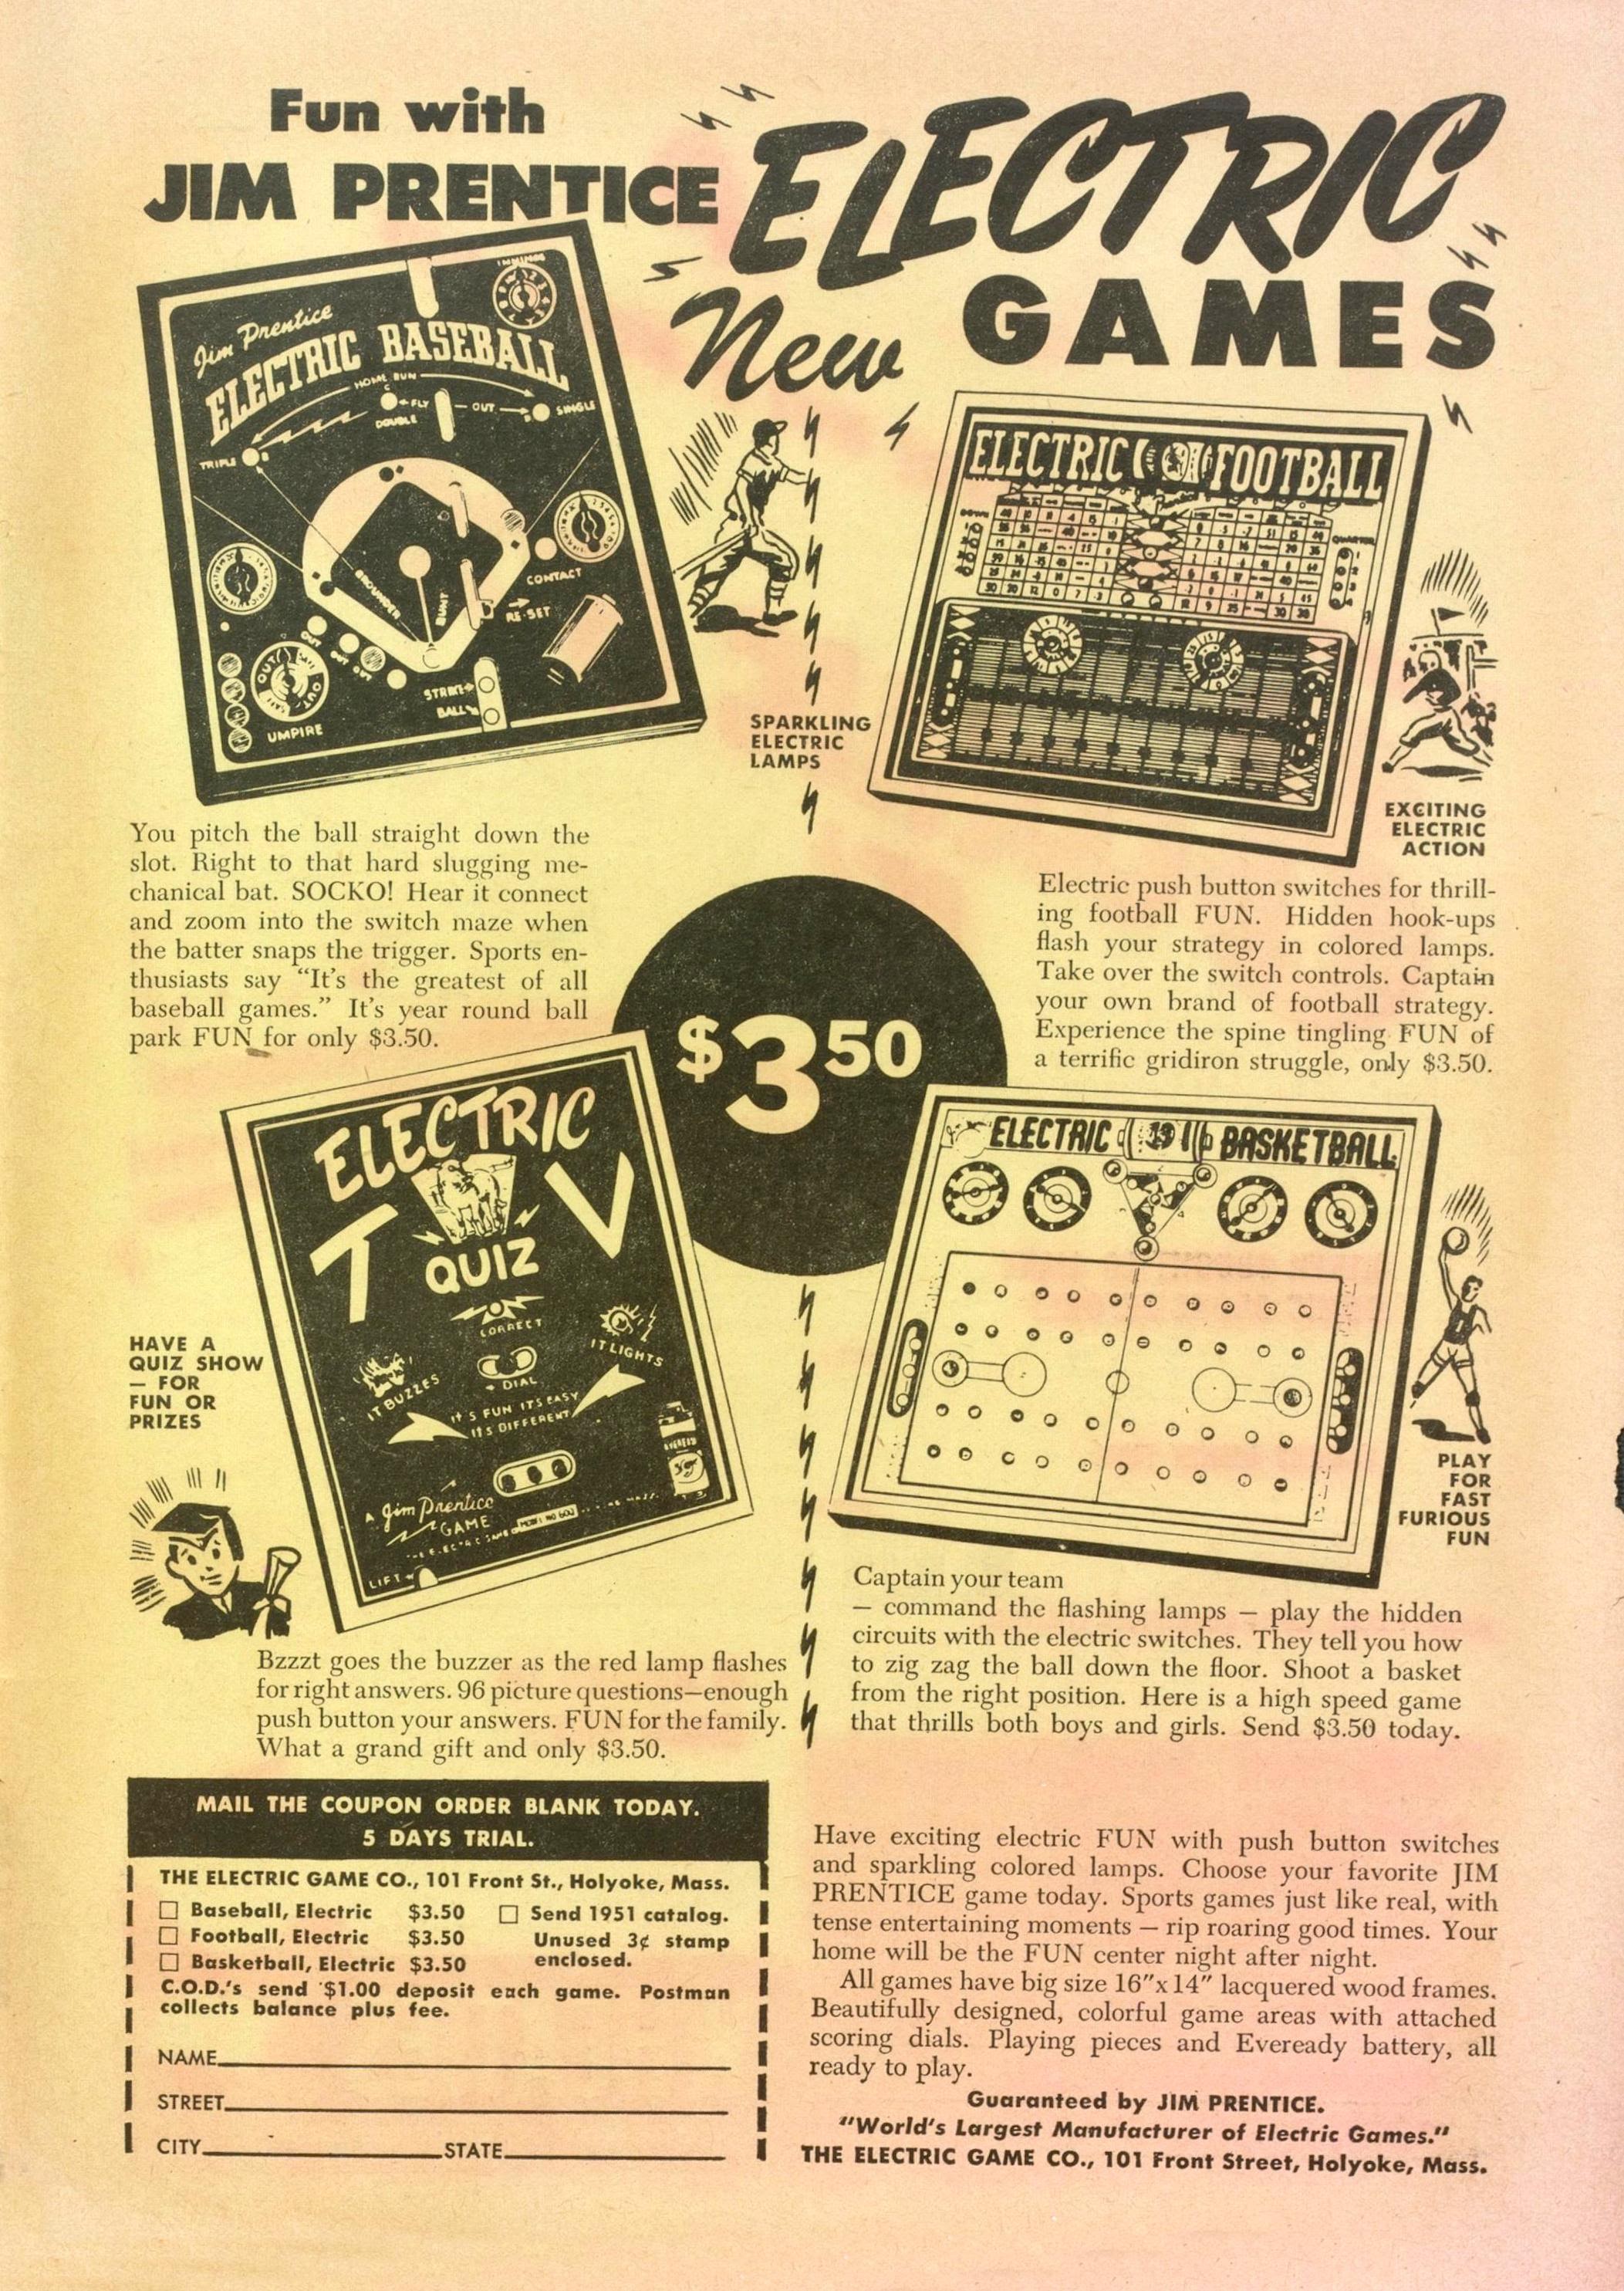 Fun with
JIM PRENTICE
ELECTRIC
New GAMES
Jim Prentice
ELECTRIC BASEBALL
HOME RUN
FLY
DOUBLE
OUT
SINGLE
TRIPLE
CONTACT
GROUNDER
BUNT
RE-SET
OUT
OUT
OUT
STRIKE
BALL
UMPIRE
SPARKLING
ELECTRIC
LAMPS
ELECTRIC FOOTBALL
DOWN
QUARTER
EXCITING
ELECTRIC
ACTION
You pitch the ball straight down the
slot. Right to that hard slugging me-
chanical bat. SOCKO! Hear it connect
and zoom into the switch maze when
the batter snaps the trigger. Sports en-
thusiasts say “It’s the greatest of all
baseball games.” It’s year round ball
park FUN for only $3.50.
Electric push button switches for thrill-
ing football FUN. Hidden hook-ups
flash your strategy in colored lamps.
Take over the switch controls. Captain
your own brand of football strategy.
Experience the spine tingling FUN of
a terrific gridiron struggle, only $3.50.
$3.50
ELECTRIC
TV
QUIZ
CORRECT
IT LIGHTS
IT BUZZES
DIAL
IT'S FUN ITS EASY
ITS DIFFERENT
A Jim Prentice
GAME
LIFT
HAVE A
QUIZ SHOW
— FOR
FUN OR
PRIZES
ELECTRIC BASKETBALL
PLAY
FOR
FAST
FURIOUS
FUN
Bzzzt goes the buzzer as the red lamp flashes
for right answers. 96 picture questions—enough
push button your answers. FUN for the family.
What a grand gift and only $3.50.
Captain your team
— command the flashing lamps — play the hidden
circuits with the electric switches. They tell you how
to zig zag the ball down the floor. Shoot a basket
from the right position. Here is a high speed game
that thrills both boys and girls. Send $3.50 today.
MAIL THE COUPON ORDER BLANK TODAY.
5 DAYS TRIAL.
THE ELECTRIC GAME CO., 101 Front St., Holyoke, Mass.
☐ Baseball, Electric $3.50 ☐ Send 1951 catalog.
☐ Football, Electric $3.50 Unused 3¢ stamp
☐ Basketball, Electric $3.50 enclosed.
C.O.D.'s send $1.00 deposit each game. Postman
collects balance plus fee.
NAME
STREET
CITY STATE
Have exciting electric FUN with push button switches
and sparkling colored lamps. Choose your favorite JIM
PRENTICE game today. Sports games just like real, with
tense entertaining moments — rip roaring good times. Your
home will be the FUN center night after night.
All games have big size 16″x14″ lacquered wood frames.
Beautifully designed, colorful game areas with attached
scoring dials. Playing pieces and Eveready battery, all
ready to play.
Guaranteed by JIM PRENTICE.
"World's Largest Manufacturer of Electric Games."
THE ELECTRIC GAME CO., 101 Front Street, Holyoke, Mass.